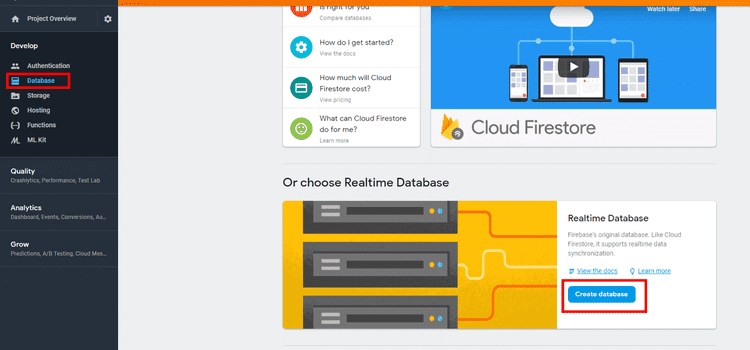 Project Overview
Develop
Authentication
Database
Storage
Hosting
Functions
ML Kit
Quality
Crashlytics, Performance, Test Lab
Analytics
Dashboard, Events, Conversions, Au...
Grow
Predictions, A/B Testing, Cloud Mes...
is right for you
Compare databases
How do I get started?
View the docs
How much will Cloud
Firestore cost?
View pricing
What can Cloud Firestore
do for me?
Learn more
Watch later
Share
Cloud Firestore
Or choose Realtime Database
Realtime Database
Firebase's original database. Like Cloud
Firestore, it supports realtime data
synchronization.
View the docs
Learn more
Create database